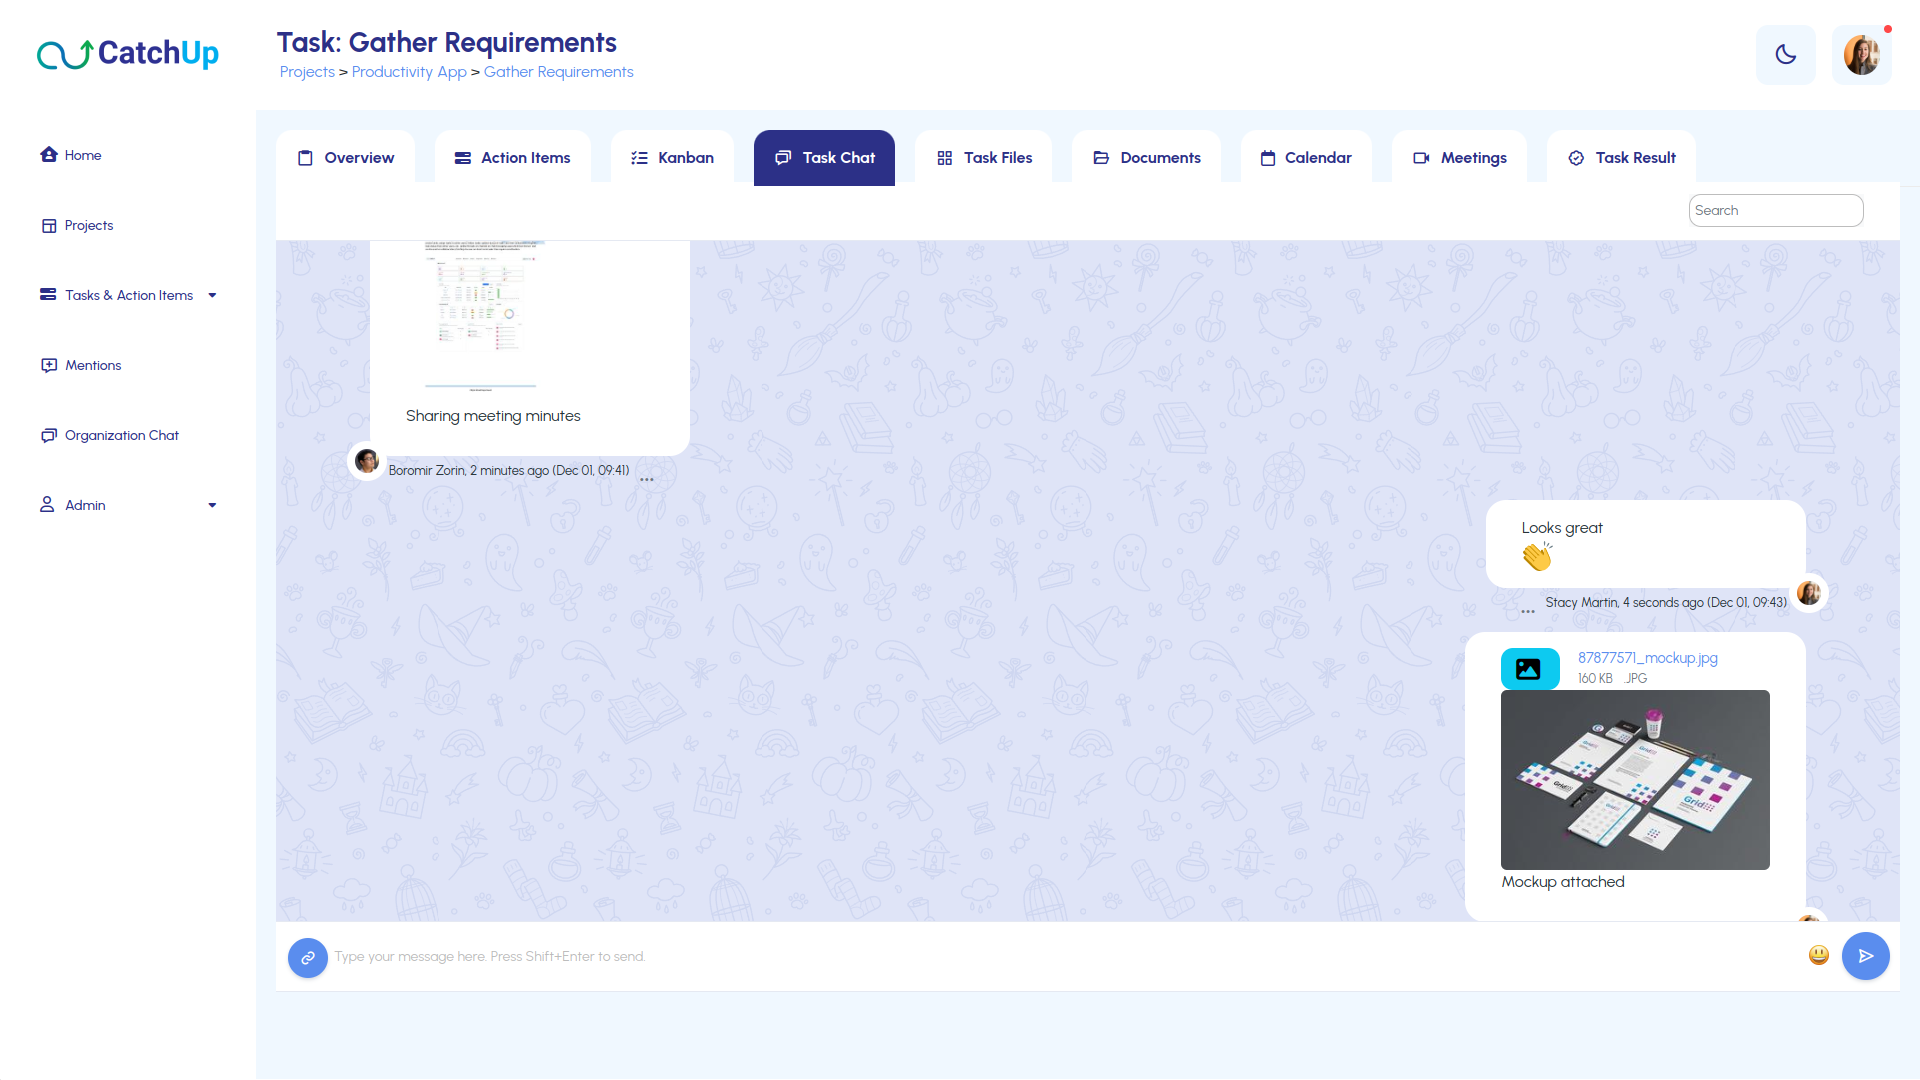 CatchUp
Task: Gather Requirements
Projects > Productivity App > Gather Requirements
Home
Projects
Tasks & Action Items
Mentions
Organization Chat
Admin
Overview
Action Items
Kanban
Task Chat
Task Files
Documents
Calendar
Meetings
Task Result
Search
Sharing meeting minutes
Boromir Zorin, 2 minutes ago (Dec 01, 09:41)
Looks great
Stacy Martin, 4 seconds ago (Dec 01, 09:43)
87877571_mockup.jpg
160 KB .JPG
Grid
Grid
Mockup attached
Type your message here. Press Shift+Enter to send.